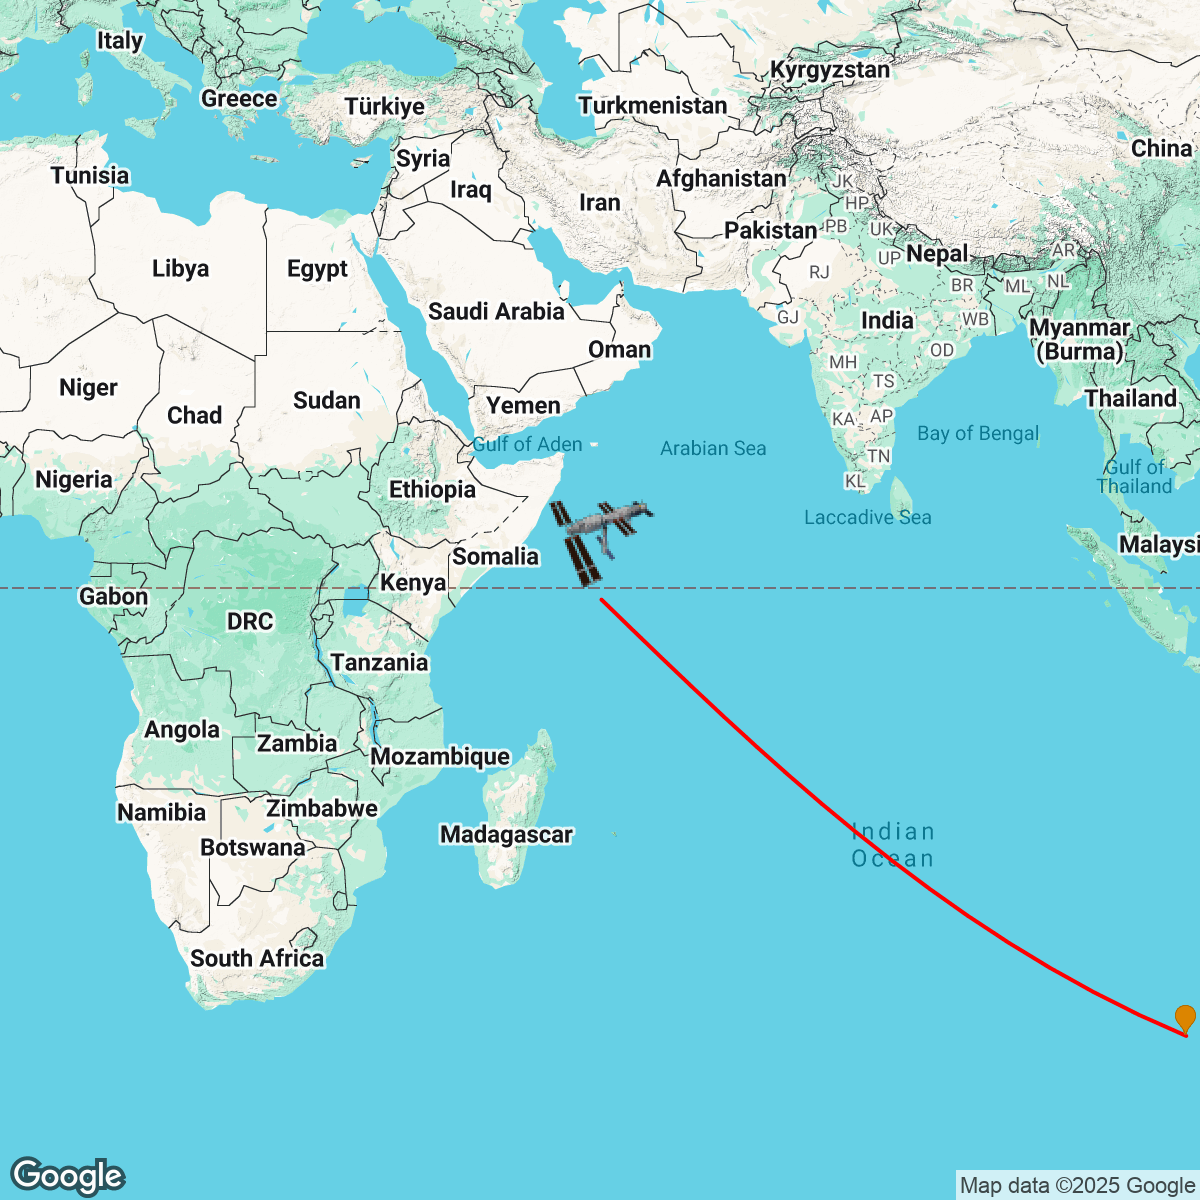 Italy
Kyrgyzstan
Greece
Türkiye
Turkmenistan
China
Tunisia
Syria
Iraq
Iran
Afghanistan
JK
HP
Pakistan
PB
UK
Nepal
AR
UP
Libya
Egypt
RJ
BR
ML
NL
Saudi Arabia
GJ
India
WB
Myanmar
(Burma)
Oman
OD
MH
TS
Niger
Sudan
Thailand
Chad
Yemen
KA
AP
Bay of Bengal
Gulf of Aden
Arabian Sea
TN
Gulf of
Thailand
Nigeria
Ethiopia
KL
Laccadive Sea
Somalia
Malaysi
Kenya
Gabon
DRC
Tanzania
Angola
Zambia
Mozambique
Namibia
Zimbabwe
Madagascar
Indian
Ocean
Botswana
South Africa
Google
Map data ©2025 Google